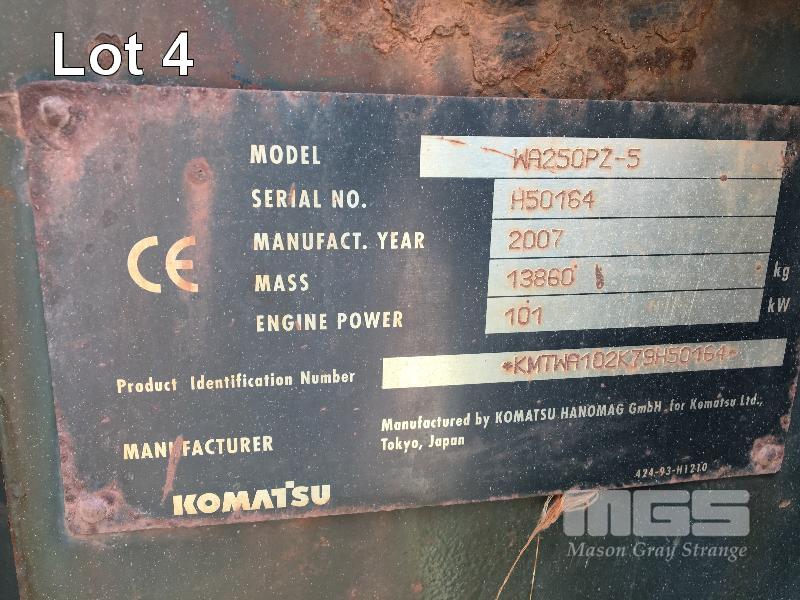 Lot 4
MODEL WA250PZ-5
SERIAL NO. H50164
MANUFACT. YEAR 2007
CE
MASS 13860 kg
ENGINE POWER 101 kW
Product Identification Number *KMTWA102K79H50164*
Manufactured by KOMATSU HANOMAG GmbH for Komatsu Ltd.,
MANUFACTURER Tokyo, Japan
424-93-H1210
KOMATSU
MGS
Mason Gray Strange